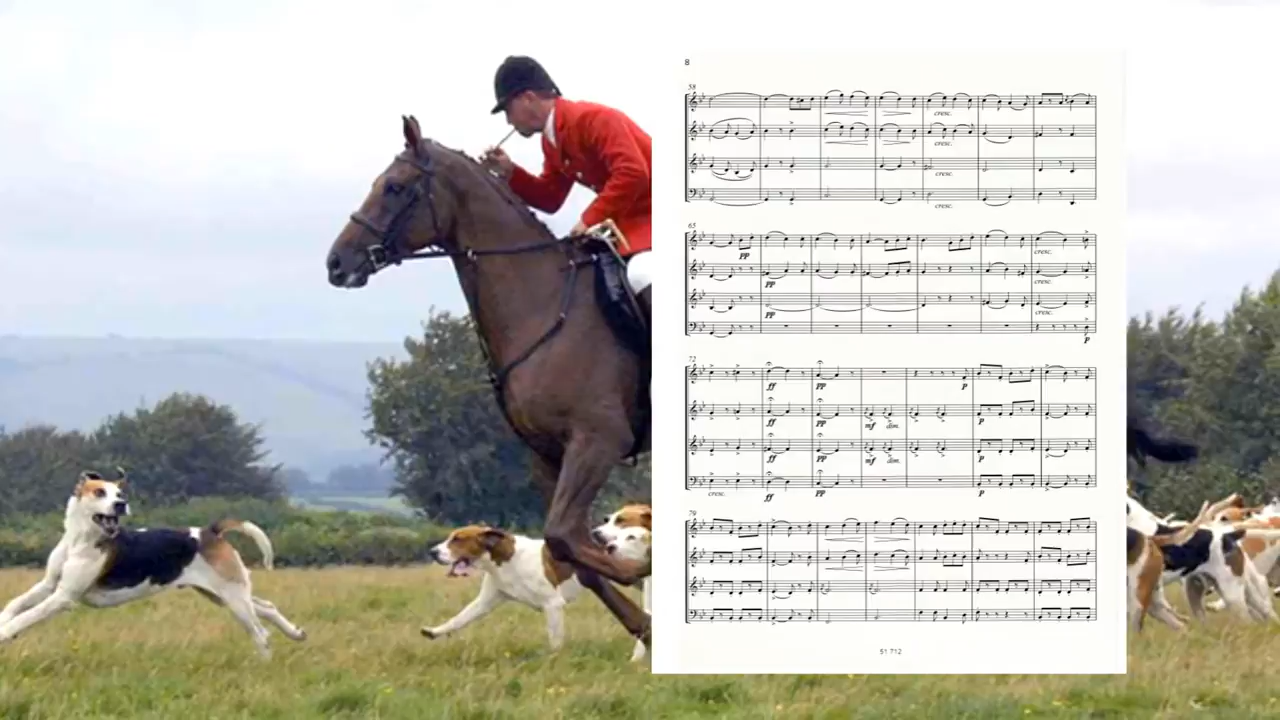 8
58
cresc.
cresc.
cresc.
cresc.
65
pp
cresc.
pp
cresc.
pp
cresc.
p
72
ff pp p
ff pp mf dim. p
ff pp mf dim. p
cresc. ff pp p
79
51 712